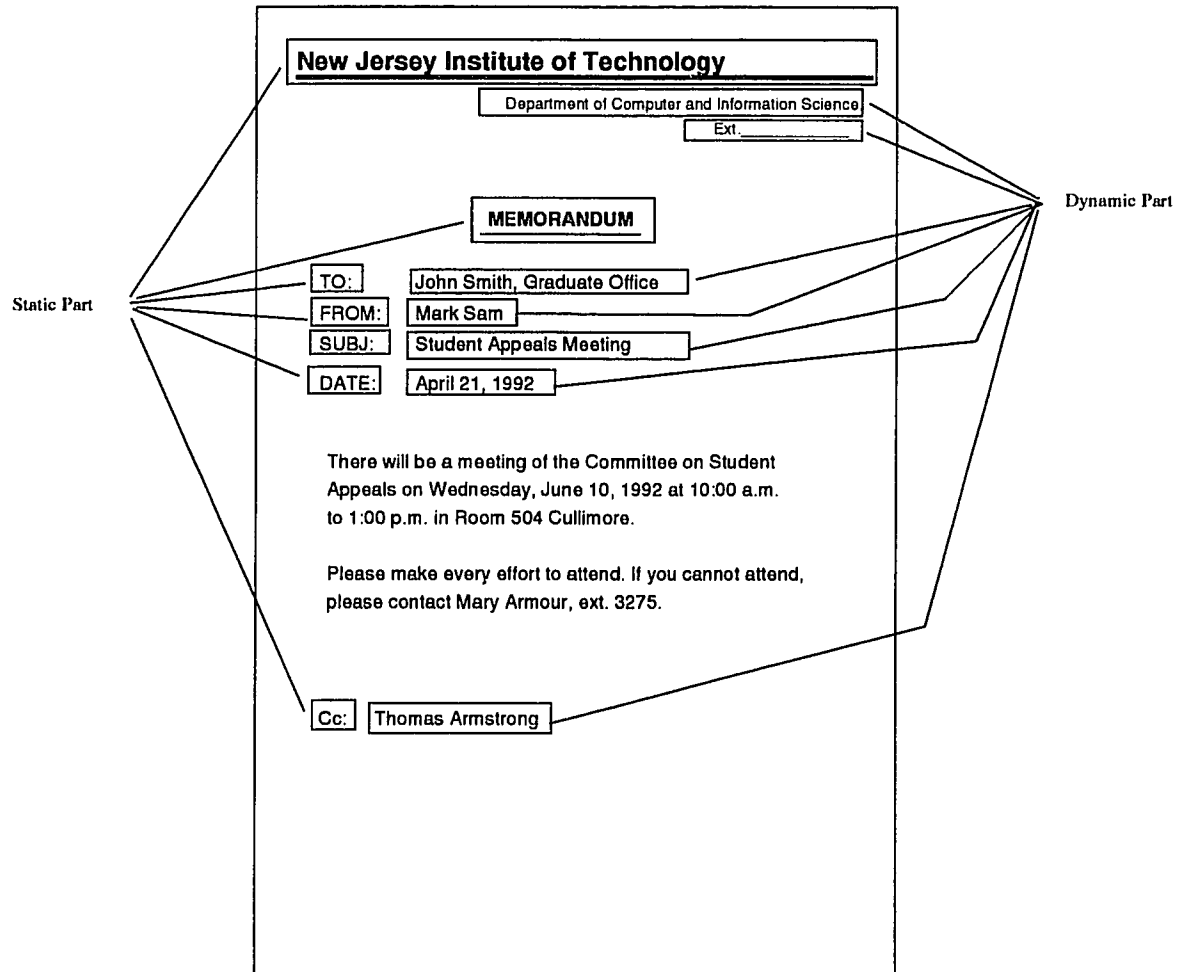 New Jersey Institute of Technology
Department of Computer and Information Science
Ext.____________
Dynamic Part
MEMORANDUM
Static Part
TO: John Smith, Graduate Office
FROM: Mark Sam
SUBJ: Student Appeals Meeting
DATE: April 21, 1992
There will be a meeting of the Committee on Student
Appeals on Wednesday, June 10, 1992 at 10:00 a.m.
to 1:00 p.m. in Room 504 Cullimore.
Please make every effort to attend. If you cannot attend,
please contact Mary Armour, ext. 3275.
Cc: Thomas Armstrong